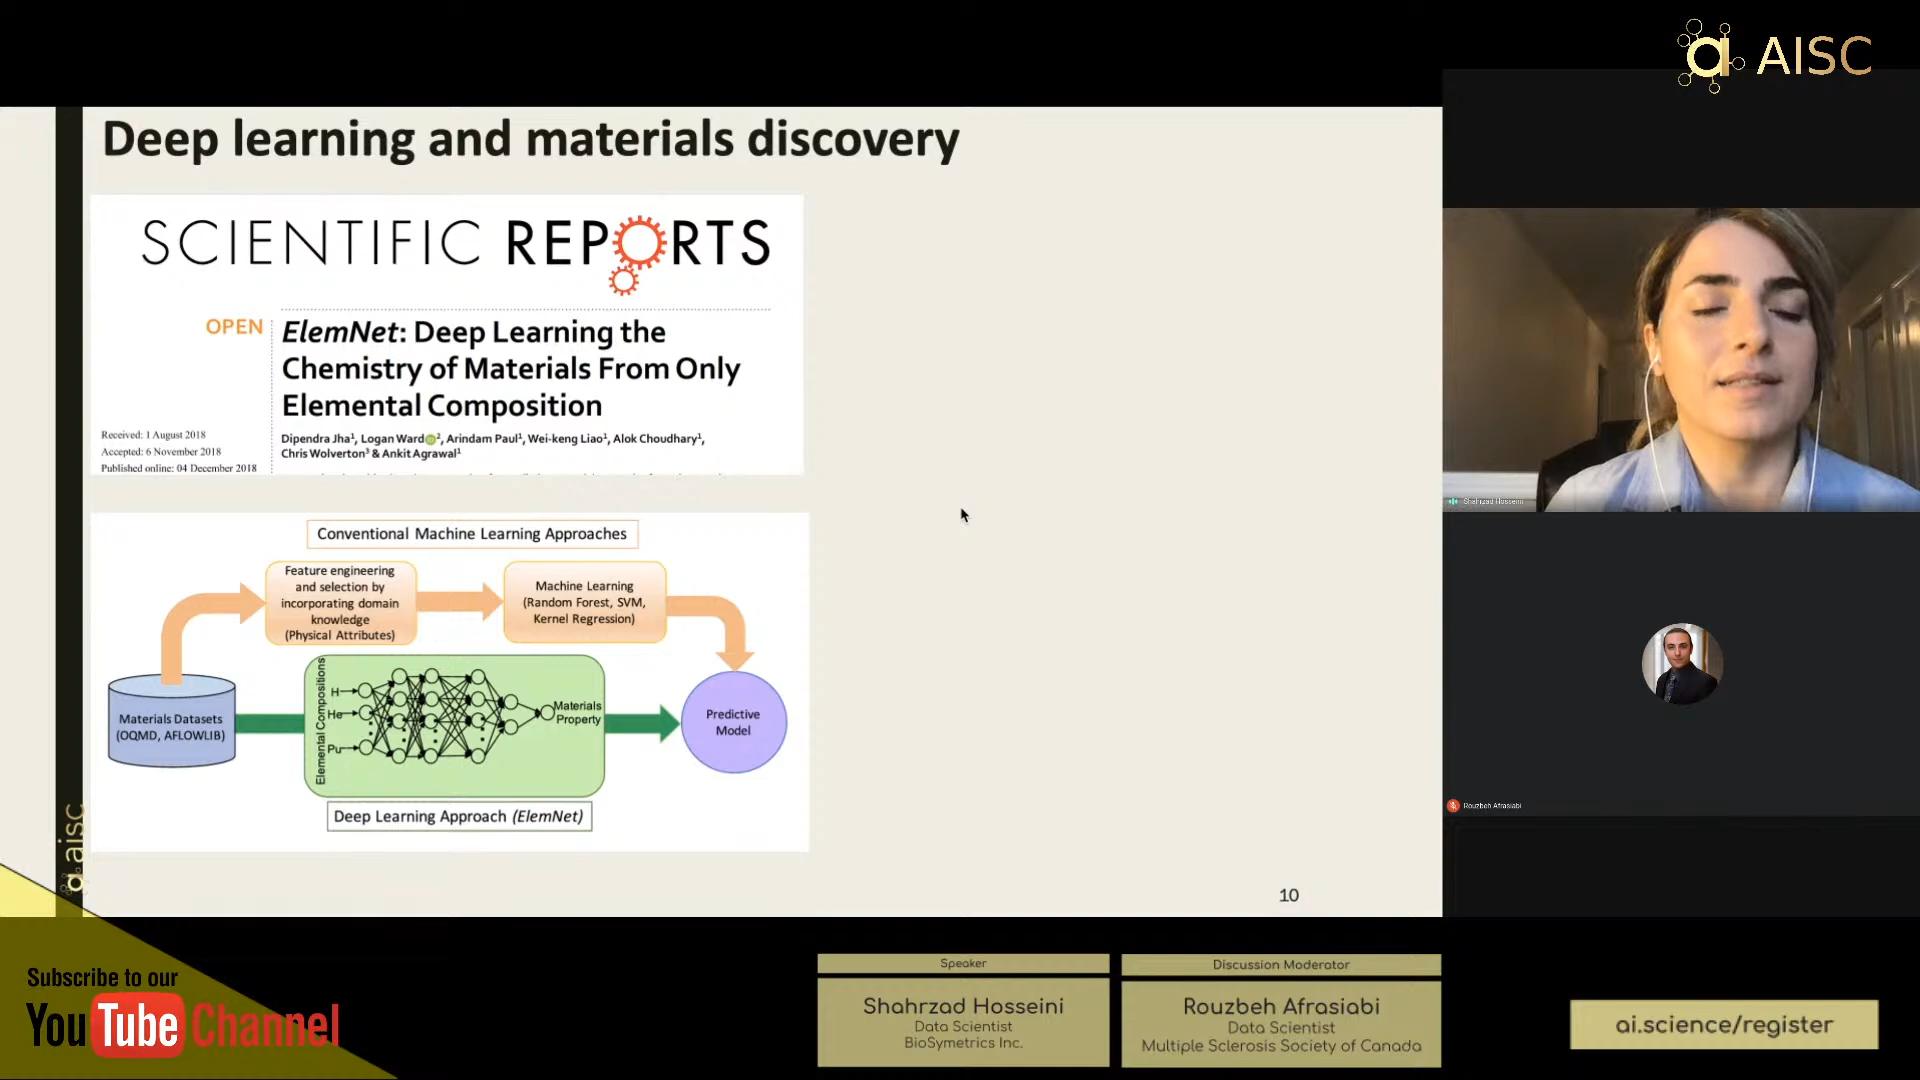 AISC
Deep learning and materials discovery
SCIENTIFIC REPORTS
OPEN
ElemNet: Deep Learning the
Chemistry of Materials From Only
Elemental Composition
Received: 1 August 2018
Accepted: 6 November 2018
Published online: 04 December 2018
Dipendra Jha1, Logan Ward2, Arindam Paul1, Wei-keng Liao1, Alok Choudhary1,
Chris Wolverton3 & Ankit Agrawal1
Conventional Machine Learning Approaches
Feature engineering
and selection by
incorporating domain
knowledge
(Physical Attributes)
Machine Learning
(Random Forest, SVM,
Kernel Regression)
Materials Datasets
(OQMD, AFLOWLIB)
Elemental Compositions
H
He
Pu
Materials
Property
Predictive
Model
Deep Learning Approach (ElemNet)
aisc
10
Shahrzad Hosseini
Rouzbeh Afrasiabi
Subscribe to our
YouTube Channel
Speaker
Shahrzad Hosseini
Data Scientist
BioSymetrics Inc.
Discussion Moderator
Rouzbeh Afrasiabi
Data Scientist
Multiple Sclerosis Society of Canada
ai.science/register